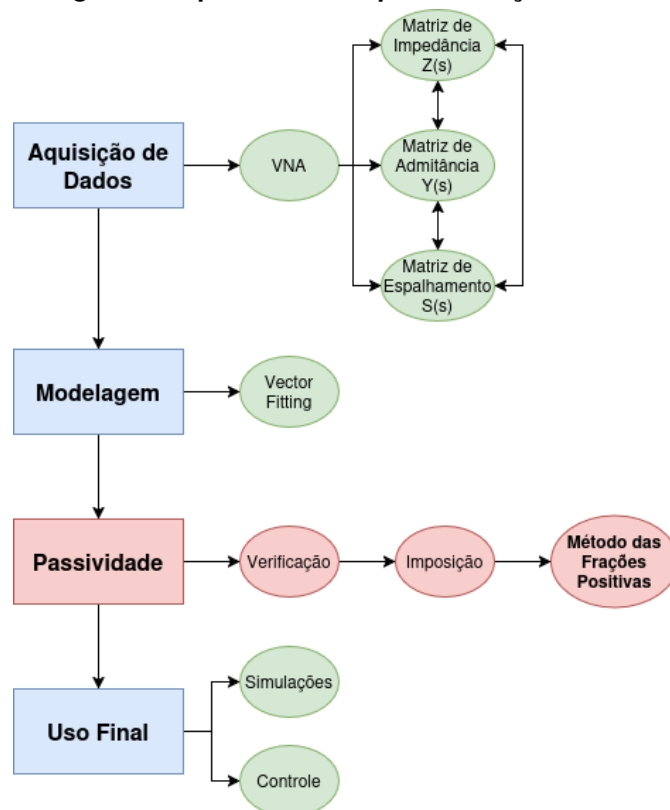 Matriz de
Impedância
Z(s)
Aquisição de
Dados
VNA
Matriz de
Admitância
Y(s)
Matriz de
Espalhamento
S(s)
Modelagem
Vector
Fitting
Passividade
Verificação
Imposição
Método das
Frações
Positivas
Simulações
Uso Final
Controle